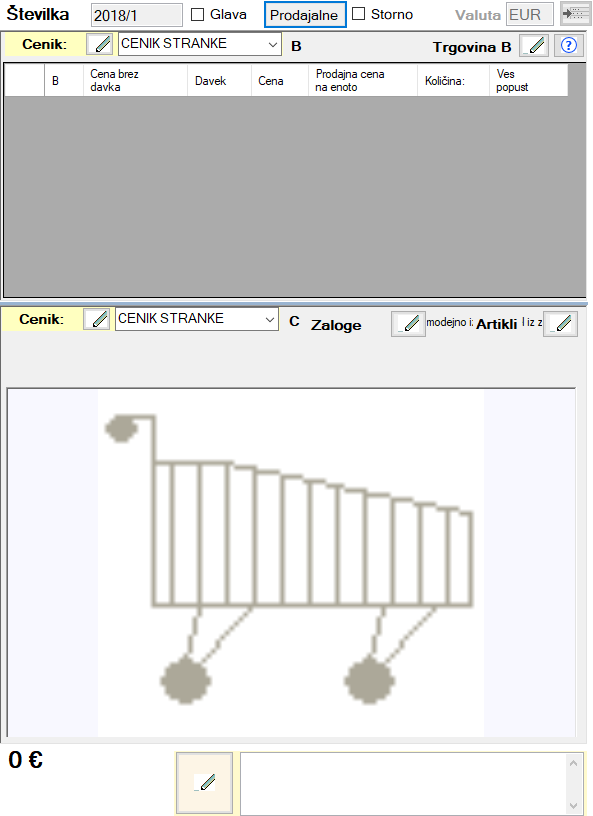 Številka 2018/1 Glava Prodajalne Storno Valuta EUR
Cenik: CENIK STRANKE B Trgovina B
B Cena brez davka Davek Cena Prodajna cena na enoto Količina: Ves popust
Cenik: CENIK STRANKE C Zaloge modejno i: Artikli l iz z
0 €